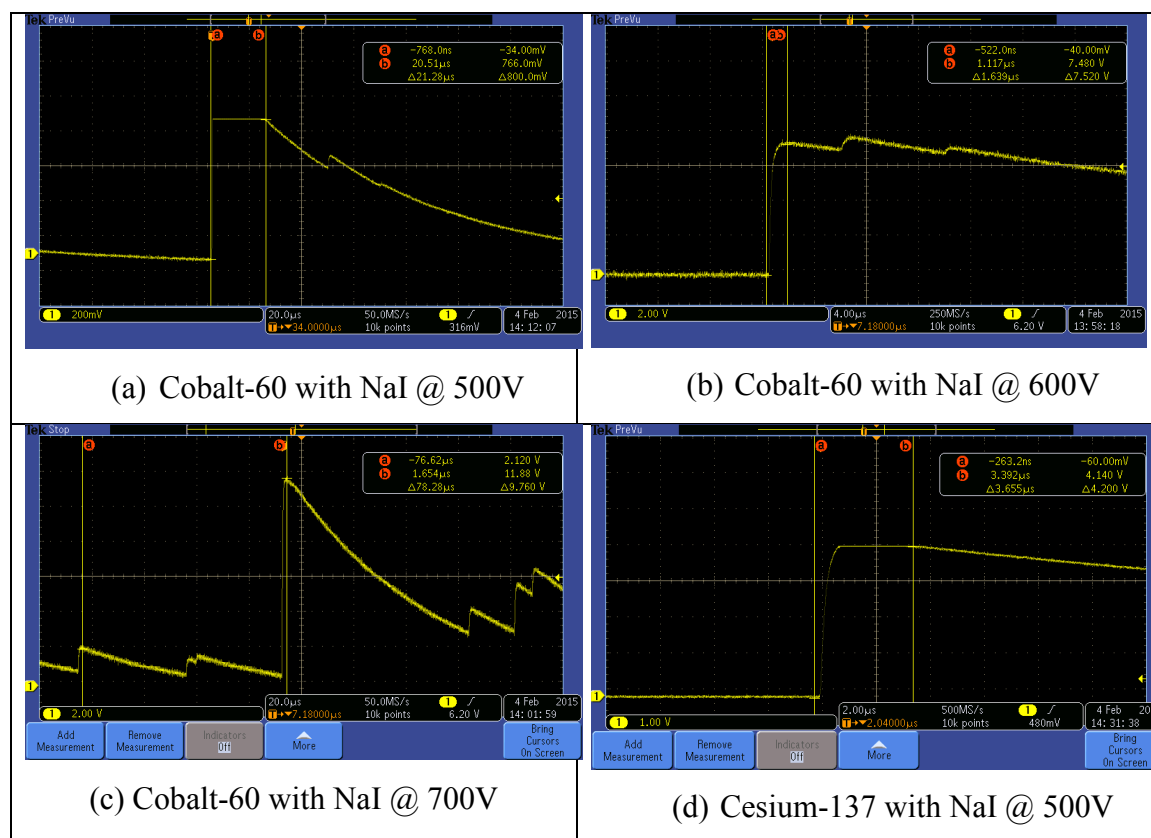 Tek PreVu
a b
a -768.0ns -34.00mV
b 20.51µs 766.0mV
Δ21.28µs Δ800.0mV
1
1 200mV
20.0µs 50.0MS/s 1 4 Feb 2015
T→▼34.0000µs 10k points 316mV 14:12:07
(a) Cobalt-60 with NaI @ 500V
Tek PreVu
a b
a -522.0ns -40.00mV
b 1.117µs 7.480 V
Δ1.639µs Δ7.520 V
1
1 2.00 V
4.00µs 250MS/s 1 4 Feb 2015
T→▼7.18000µs 10k points 6.20 V 13:58:18
(b) Cobalt-60 with NaI @ 600V
Tek Stop
a b
a -76.62µs 2.120 V
b 1.654µs 11.88 V
Δ78.28µs Δ9.760 V
1
1 2.00 V
20.0µs 50.0MS/s 1 4 Feb 2015
T→▼7.18000µs 10k points 6.20 V 14:01:59
Add Measurement
Remove Measurement
Indicators Off
More
Bring Cursors On Screen
(c) Cobalt-60 with NaI @ 700V
Tek PreVu
a b
a -263.2ns -60.00mV
b 3.392µs 4.140 V
Δ3.655µs Δ4.200 V
1
1 1.00 V
2.00µs 500MS/s 1 4 Feb 20
T→▼2.04000µs 10k points 480mV 14:31:38
Add Measurement
Remove Measurement
Indicators Off
More
Bring Cursors On Screen
(d) Cesium-137 with NaI @ 500V